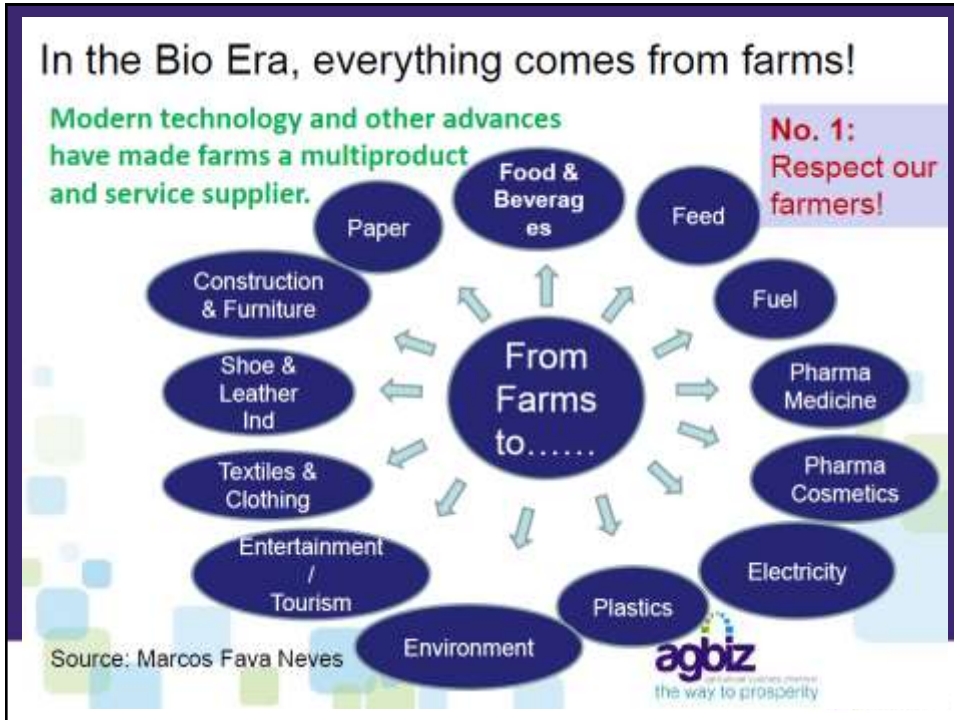 In the Bio Era, everything comes from farms!
Modern technology and other advances
have made farms a multiproduct
and service supplier.
No. 1:
Respect our
farmers!
Food &
Beverag
es
Feed
Fuel
Pharma
Medicine
Pharma
Cosmetics
Electricity
Plastics
Environment
Entertainment
/
Tourism
Textiles &
Clothing
Shoe &
Leather
Ind
Construction
& Furniture
Paper
From
Farms
to......
Source: Marcos Fava Neves
agbiz
the way to prosperity